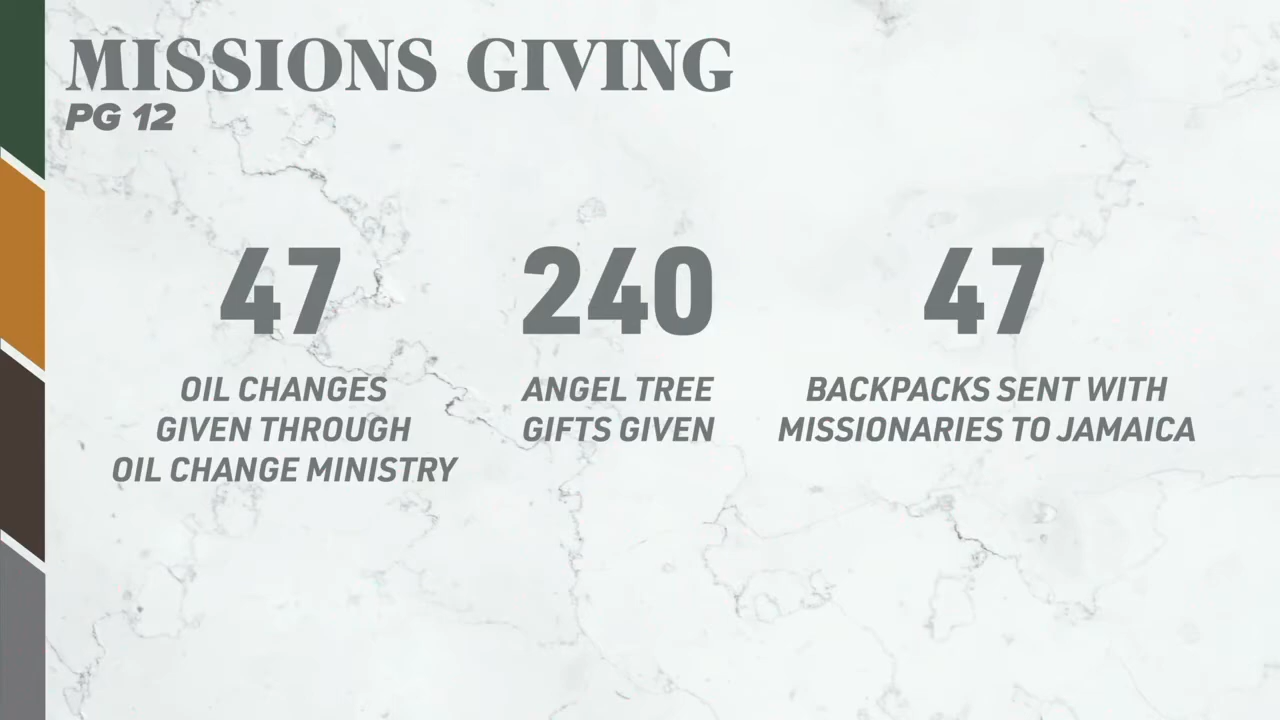 MISSIONS GIVING
PG 12
47
OIL CHANGES
GIVEN THROUGH
OIL CHANGE MINISTRY
240
ANGEL TREE
GIFTS GIVEN
47
BACKPACKS SENT WITH
MISSIONARIES TO JAMAICA